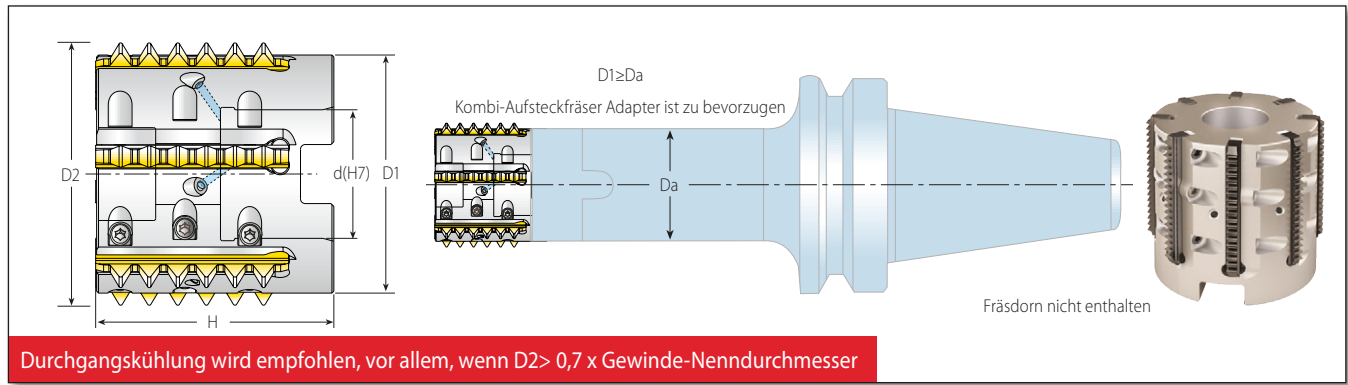 D1≥Da
Kombi-Aufsteckfräser Adapter ist zu bevorzugen
D2
d(H7)
D1
Da
H
Fräsdorn nicht enthalten
Durchgangskühlung wird empfohlen, vor allem, wenn D2> 0,7 x Gewinde-Nenndurchmesser